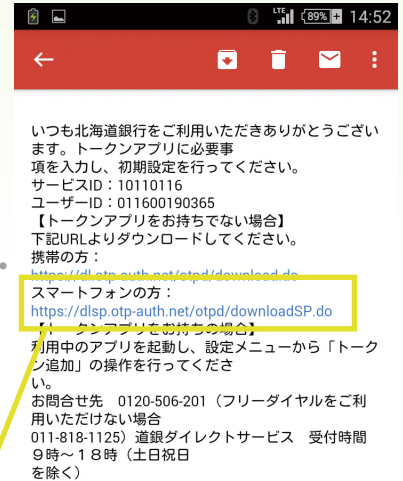 LTE 89% 14:52
いつも北海道銀行をご利用いただきありがとうござい
ます。トークンアプリに必要事
項を入力し、初期設定を行ってください。
サービスID：10110116
ユーザーID：011600190365
【トークンアプリをお持ちでない場合】
下記URLよりダウンロードしてください。
携帯の方：
https://dl.otp-auth.net/otpd/download.do
スマートフォンの方：
https://dlsp.otp-auth.net/otpd/downloadSP.do
【トークンアプリをお持ちの場合】
利用中のアプリを起動し、設定メニューから「トーク
ン追加」の操作を行ってくださ
い。
お問合せ先　0120-506-201（フリーダイヤルをご利
用いただけない場合
011-818-1125）道銀ダイレクトサービス　受付時間
９時～１８時（土日祝日
を除く）